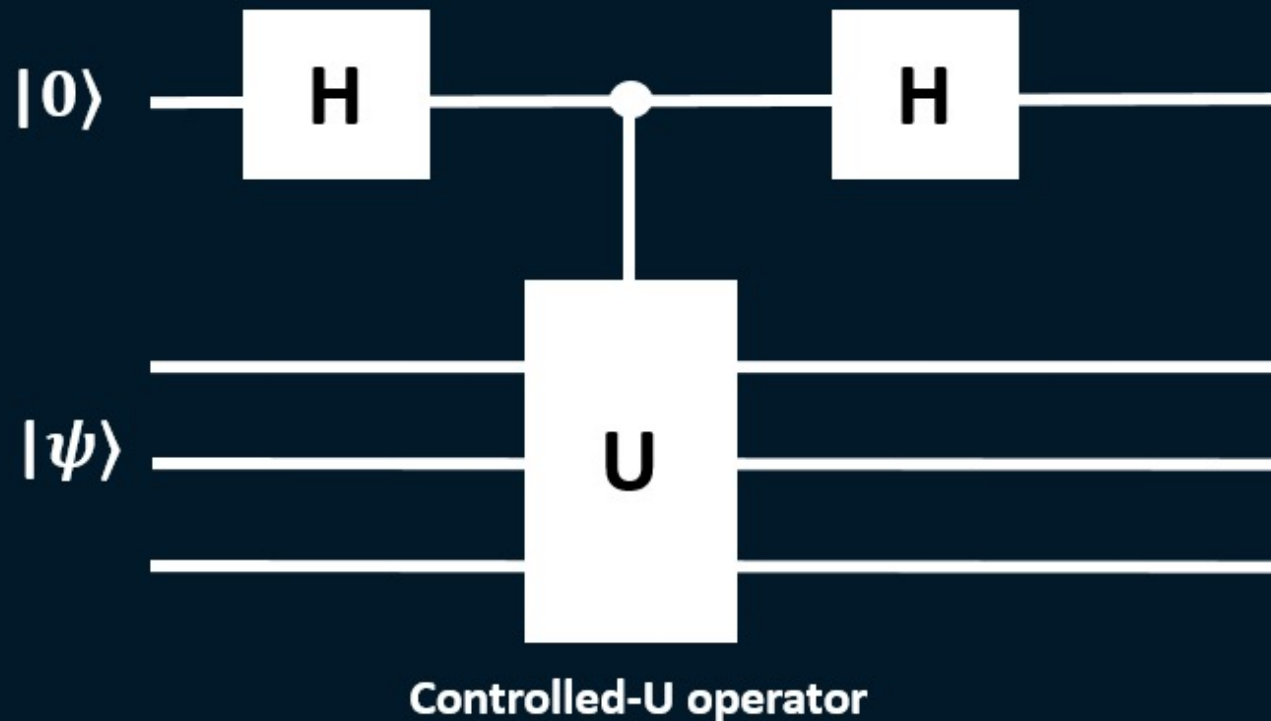 |0⟩ H H
|ψ⟩ U
Controlled-U operator